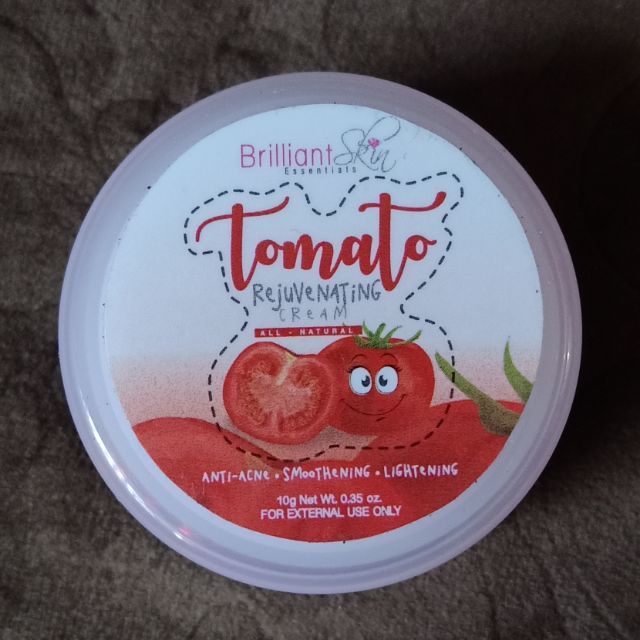 Brilliant Skin
Essentials
tomato
REJUVENATING
CREAM
ALL - NATURAL
ANTI-ACNE • SMOOTHENING • LIGHTENING
10g Net Wt. 0.35 oz.
FOR EXTERNAL USE ONLY